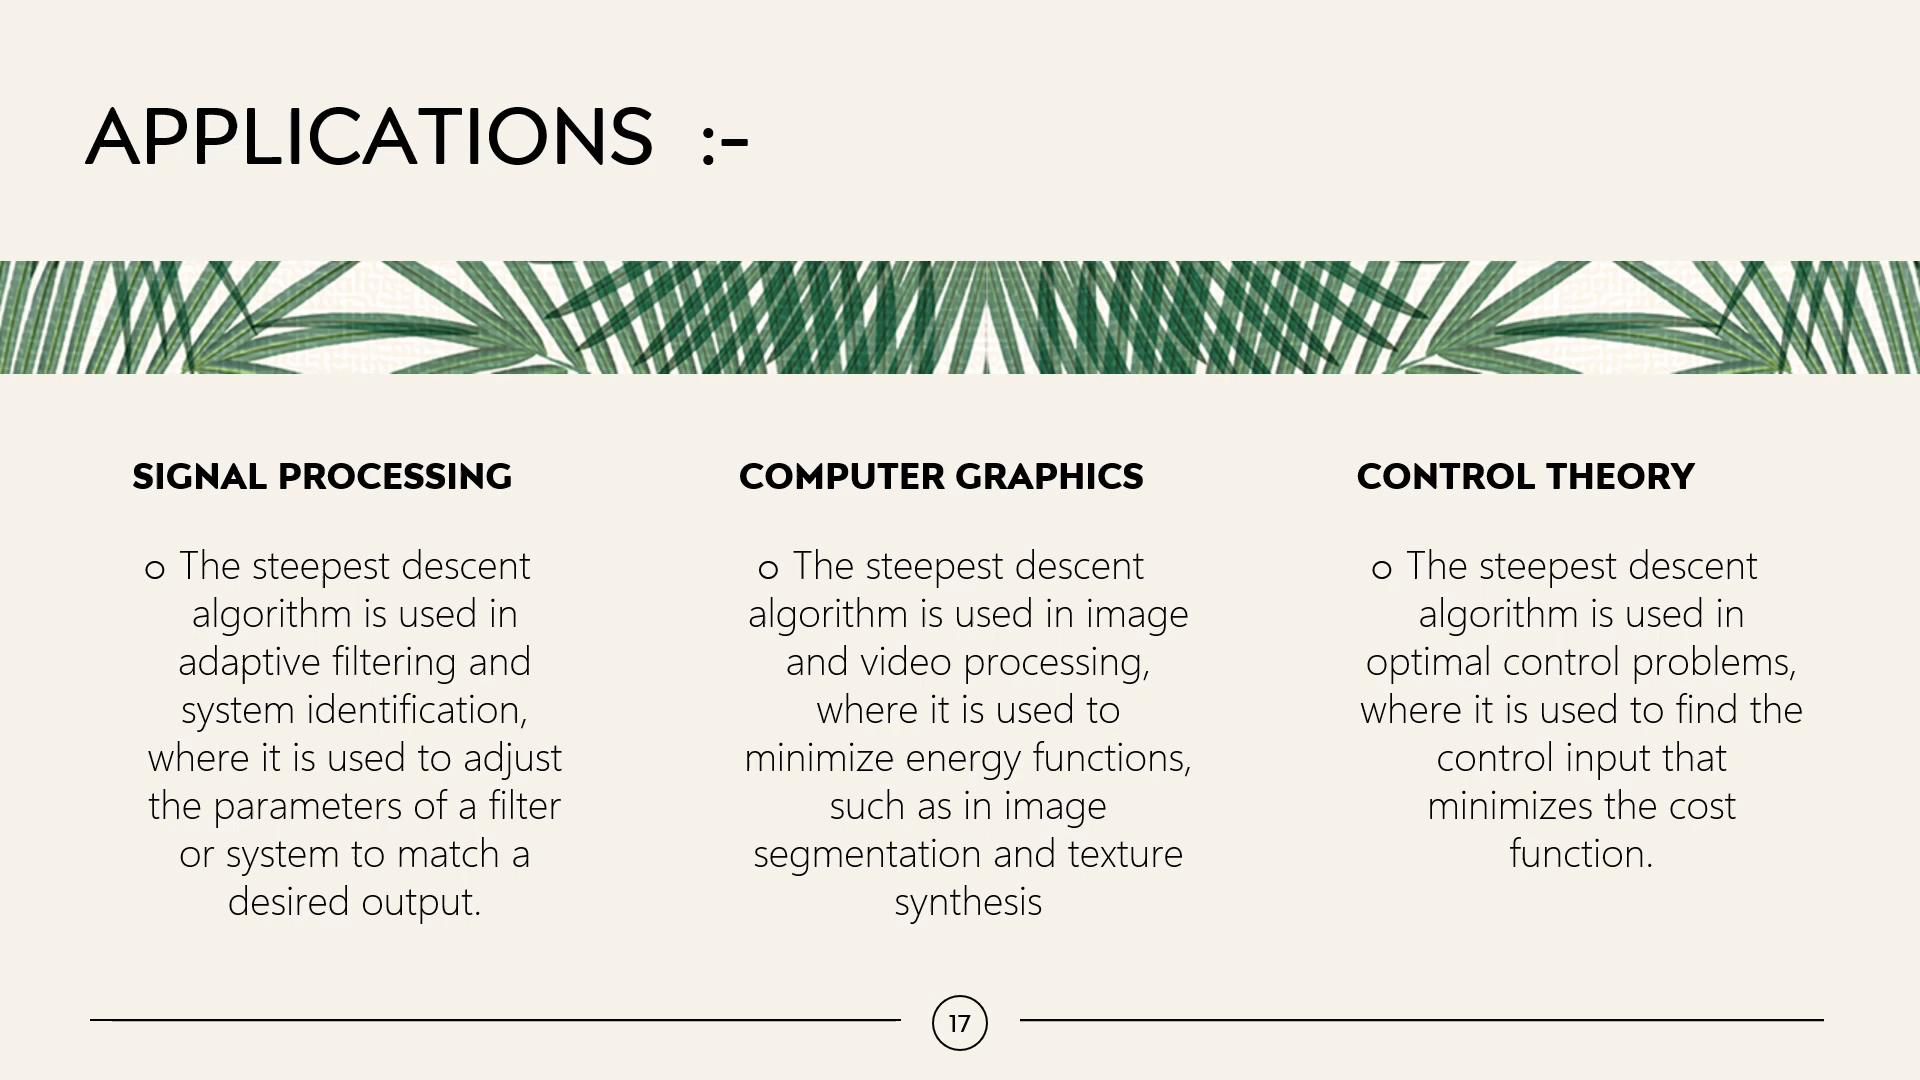 APPLICATIONS :-
SIGNAL PROCESSING
o The steepest descent
algorithm is used in
adaptive filtering and
system identification,
where it is used to adjust
the parameters of a filter
or system to match a
desired output.
COMPUTER GRAPHICS
o The steepest descent
algorithm is used in image
and video processing,
where it is used to
minimize energy functions,
such as in image
segmentation and texture
synthesis
CONTROL THEORY
o The steepest descent
algorithm is used in
optimal control problems,
where it is used to find the
control input that
minimizes the cost
function.
17